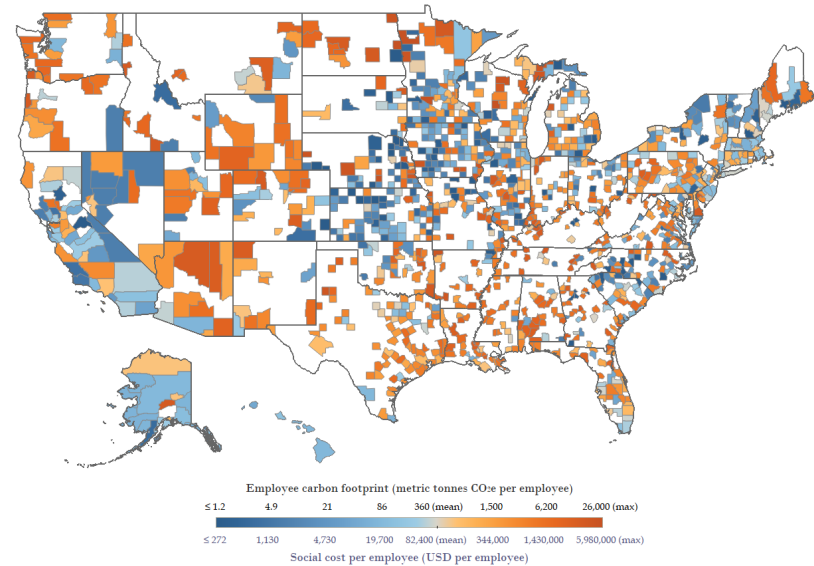 Employee carbon footprint (metric tonnes CO₂e per employee)
≤ 1.2 4.9 21 86 360 (mean) 1,500 6,200 26,000 (max)
≤ 272 1,130 4,730 19,700 82,400 (mean) 344,000 1,430,000 5,980,000 (max)
Social cost per employee (USD per employee)